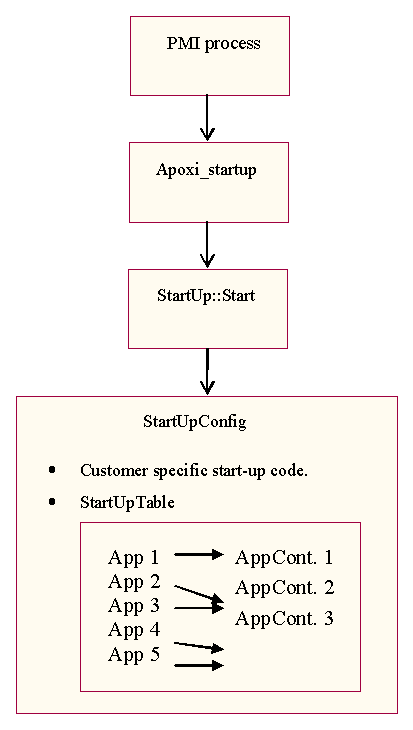 PMI process
Apoxi_startup
StartUp::Start
StartUpConfig
• Customer specific start-up code.
• StartUpTable
App 1
App 2
App 3
App 4
App 5
AppCont. 1
AppCont. 2
AppCont. 3